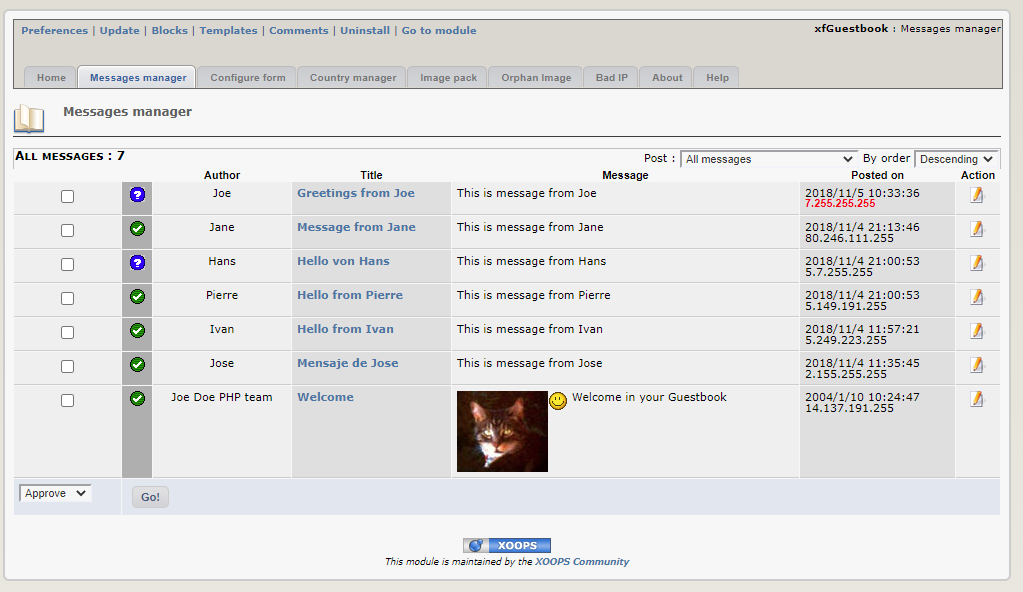 Preferences | Update | Blocks | Templates | Comments | Uninstall | Go to module
xfGuestbook : Messages manager
Home Messages manager Configure form Country manager Image pack Orphan Image Bad IP About Help
Messages manager
ALL MESSAGES : 7
Post : All messages By order Descending
Author Title Message Posted on Action
Joe Greetings from Joe This is message from Joe 2018/11/5 10:33:36
7.255.255.255
Jane Message from Jane This is message from Jane 2018/11/4 21:13:46
80.246.111.255
Hans Hello von Hans This is message from Hans 2018/11/4 21:00:53
5.7.255.255
Pierre Hello from Pierre This is message from Pierre 2018/11/4 21:00:53
5.149.191.255
Ivan Hello from Ivan This is message from Ivan 2018/11/4 11:57:21
5.249.223.255
Jose Mensaje de Jose This is message from Jose 2018/11/4 11:35:45
2.155.255.255
Joe Doe PHP team Welcome Welcome in your Guestbook 2004/1/10 10:24:47
14.137.191.255
Approve Go!
XOOPS
This module is maintained by the XOOPS Community